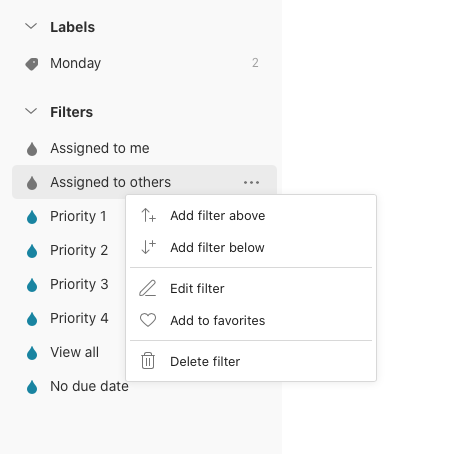 Labels
Monday 2
Filters
Assigned to me
Assigned to others
Priority 1
Priority 2
Priority 3
Priority 4
View all
No due date
Add filter above
Add filter below
Edit filter
Add to favorites
Delete filter